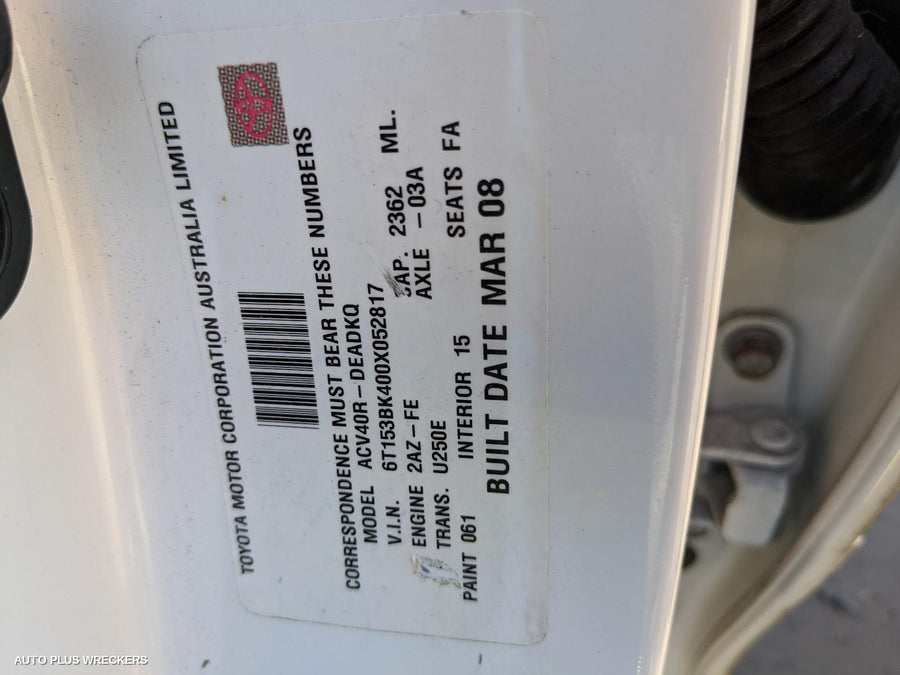 TOYOTA MOTOR CORPORATION AUSTRALIA LIMITED
CORRESPONDENCE MUST BEAR THESE NUMBERS
MODEL ACV40R-DEADKQ
V.I.N. 6T153BK400X052817
ENGINE 2AZ-FE CAP. 2362 ML.
TRANS. U250E AXLE -03A
PAINT 061 INTERIOR 15 SEATS FA
BUILT DATE MAR 08
AUTO PLUS WRECKERS